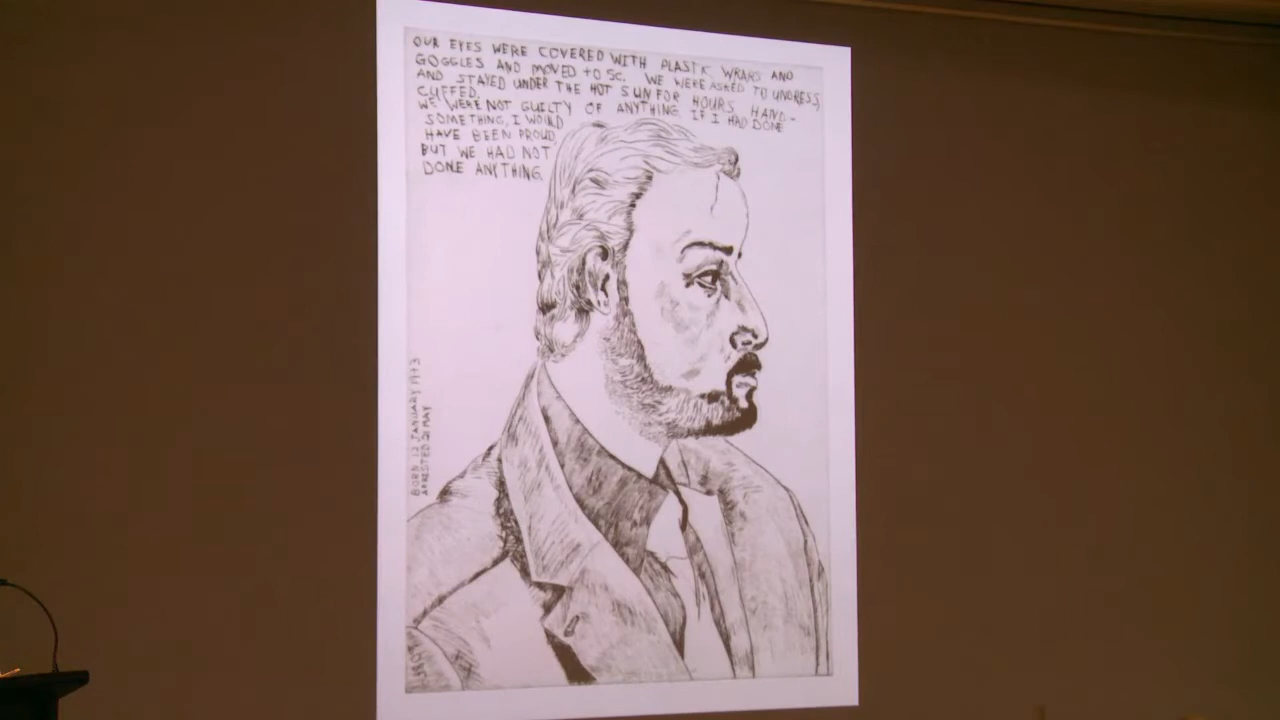 OUR EYES WERE COVERED WITH PLASTIC WRAPS AND
GOGGLES AND MOVED TO 5C. WE WERE ASKED TO UNDRESS,
AND STAYED UNDER THE HOT SUN FOR HOURS, HAND-
CUFFED.
WE WERE NOT GUILTY OF ANYTHING. IF I HAD DONE
SOMETHING, I WOULD
HAVE BEEN PROUD
BUT WE HAD NOT
DONE ANYTHING.
BORN 12 JANUARY 1973
ARRESTED 21 MAY